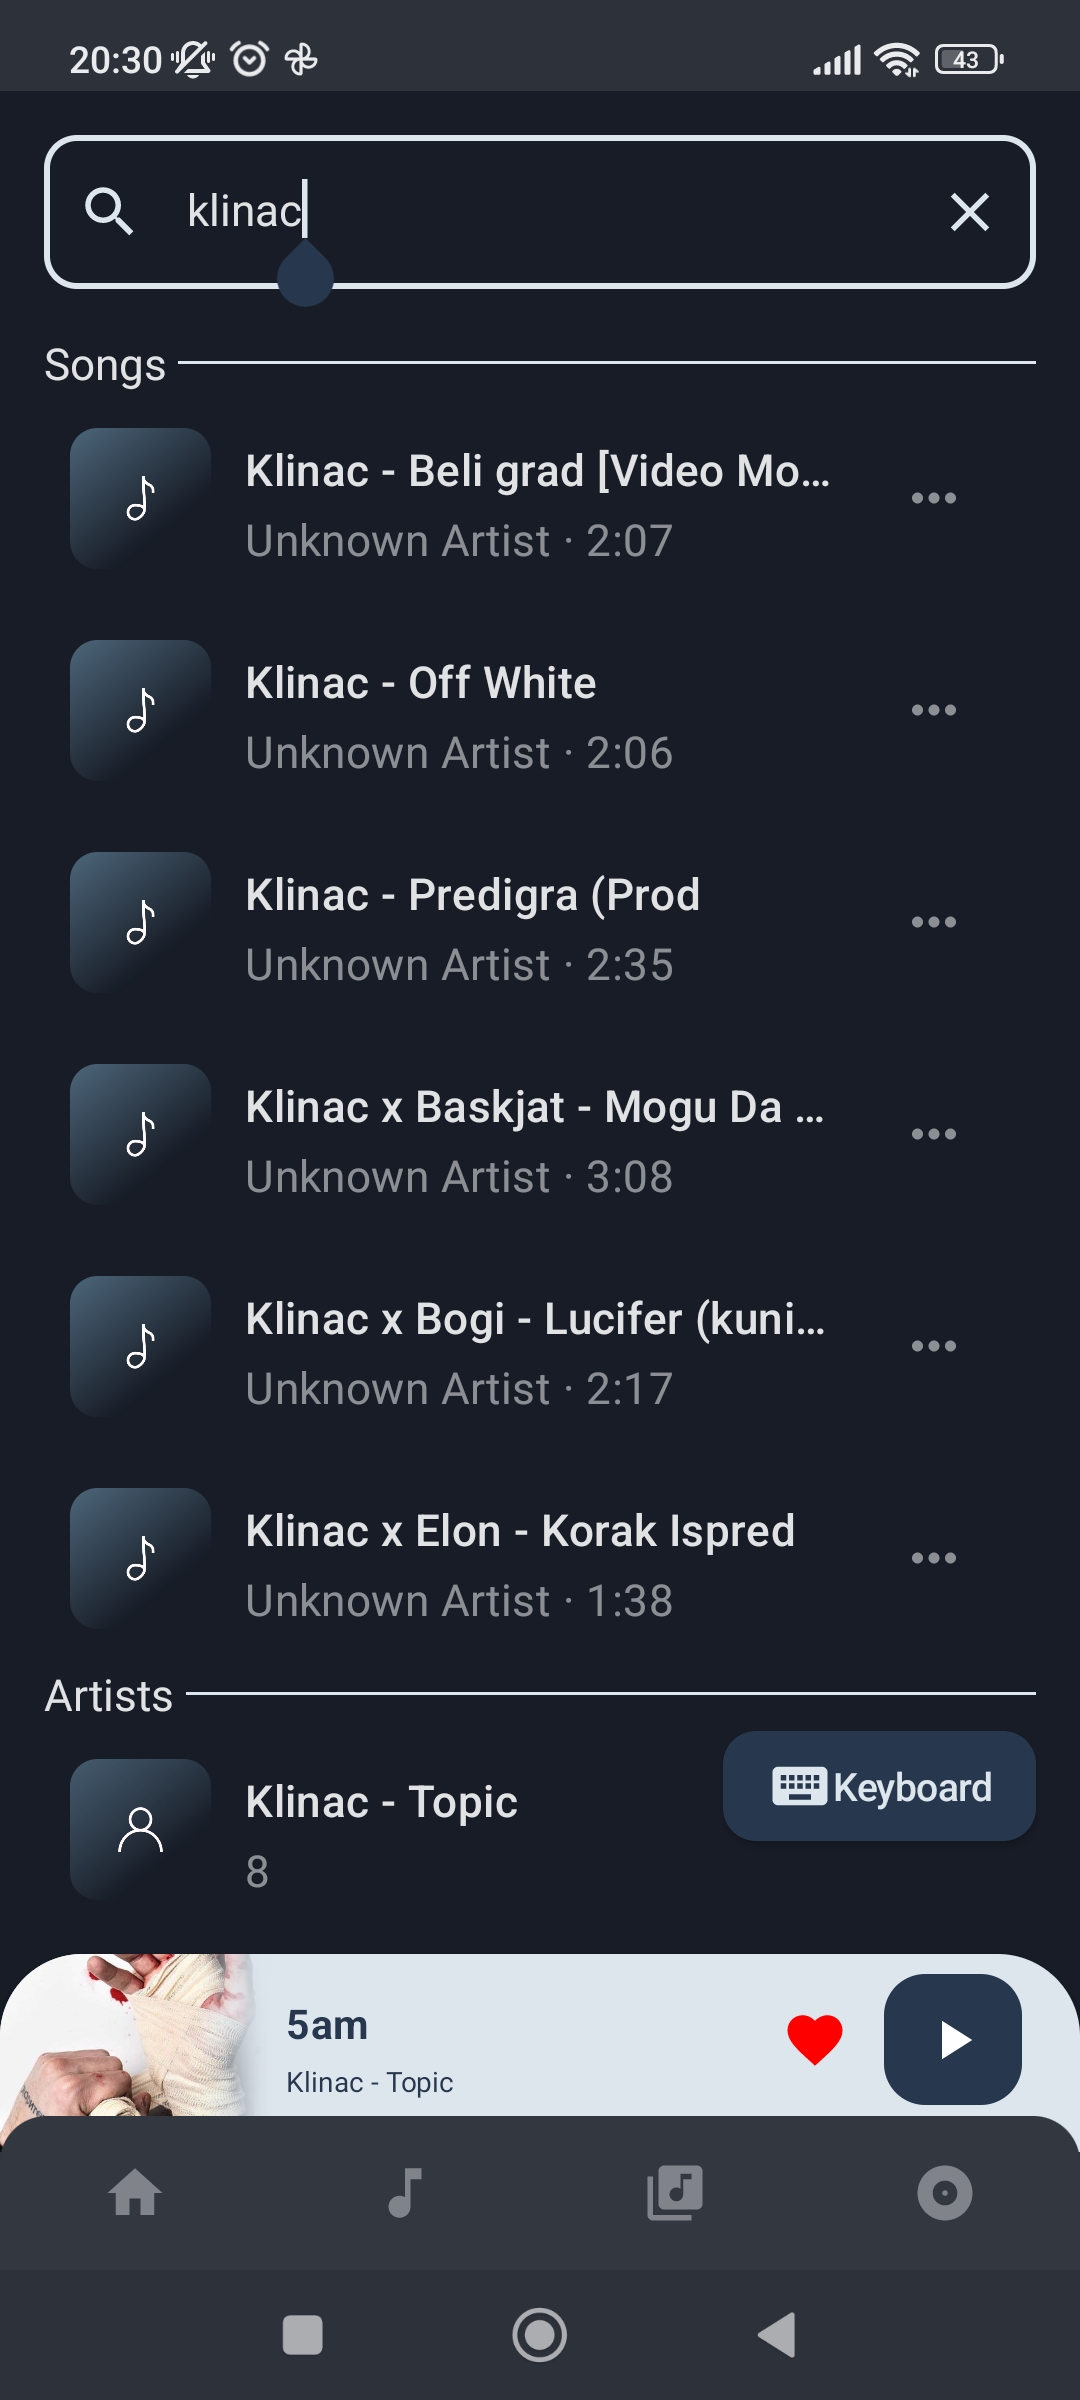 20:30
43
klinac
Songs
Klinac - Beli grad [Video Mo...
Unknown Artist · 2:07
Klinac - Off White
Unknown Artist · 2:06
Klinac - Predigra (Prod
Unknown Artist · 2:35
Klinac x Baskjat - Mogu Da ...
Unknown Artist · 3:08
Klinac x Bogi - Lucifer (kuni...
Unknown Artist · 2:17
Klinac x Elon - Korak Ispred
Unknown Artist · 1:38
Artists
Klinac - Topic
8
Keyboard
5am
Klinac - Topic